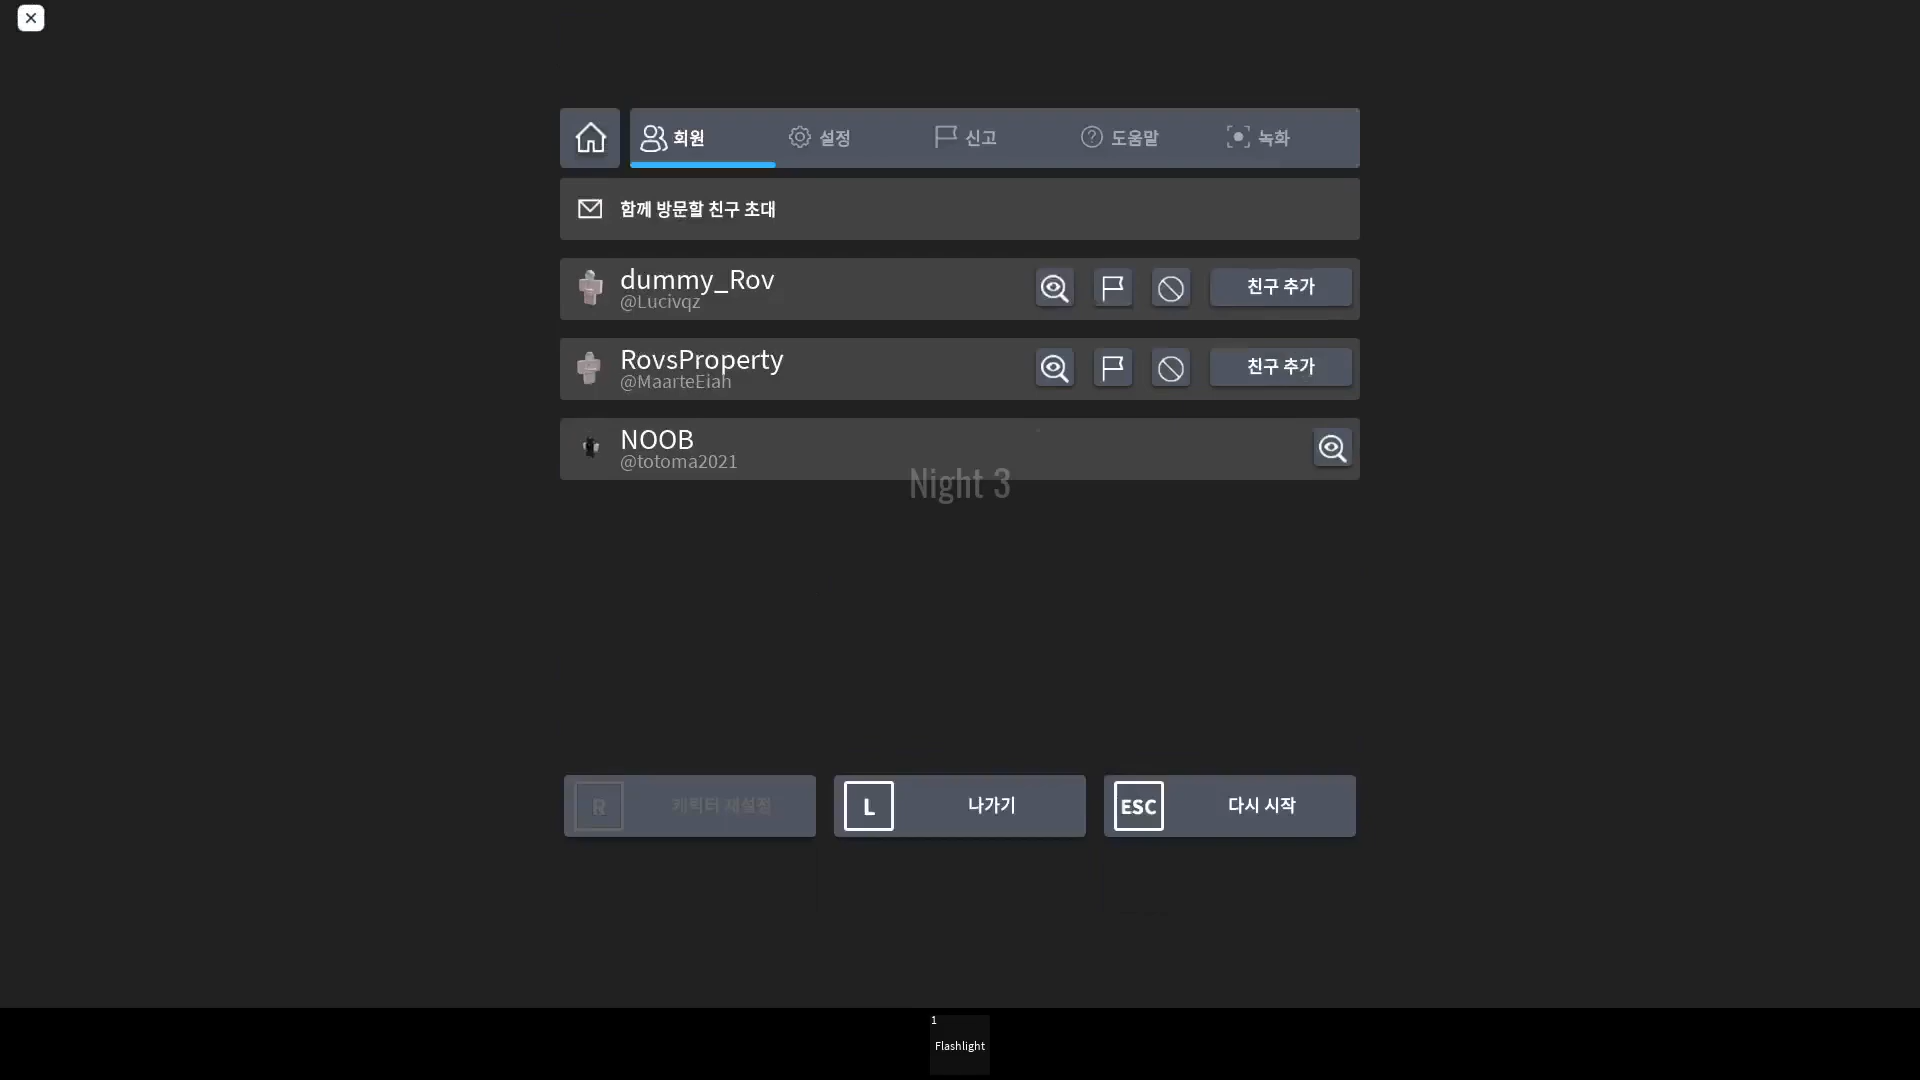 회원
설정
신고
도움말
녹화
함께 방문할 친구 초대
dummy_Rov
@Lucivqz
친구 추가
RovsProperty
@MaarteEiah
친구 추가
NOOB
@totoma2021
Night 3
R
캐릭터 재설정
L
나가기
ESC
다시 시작
1
Flashlight